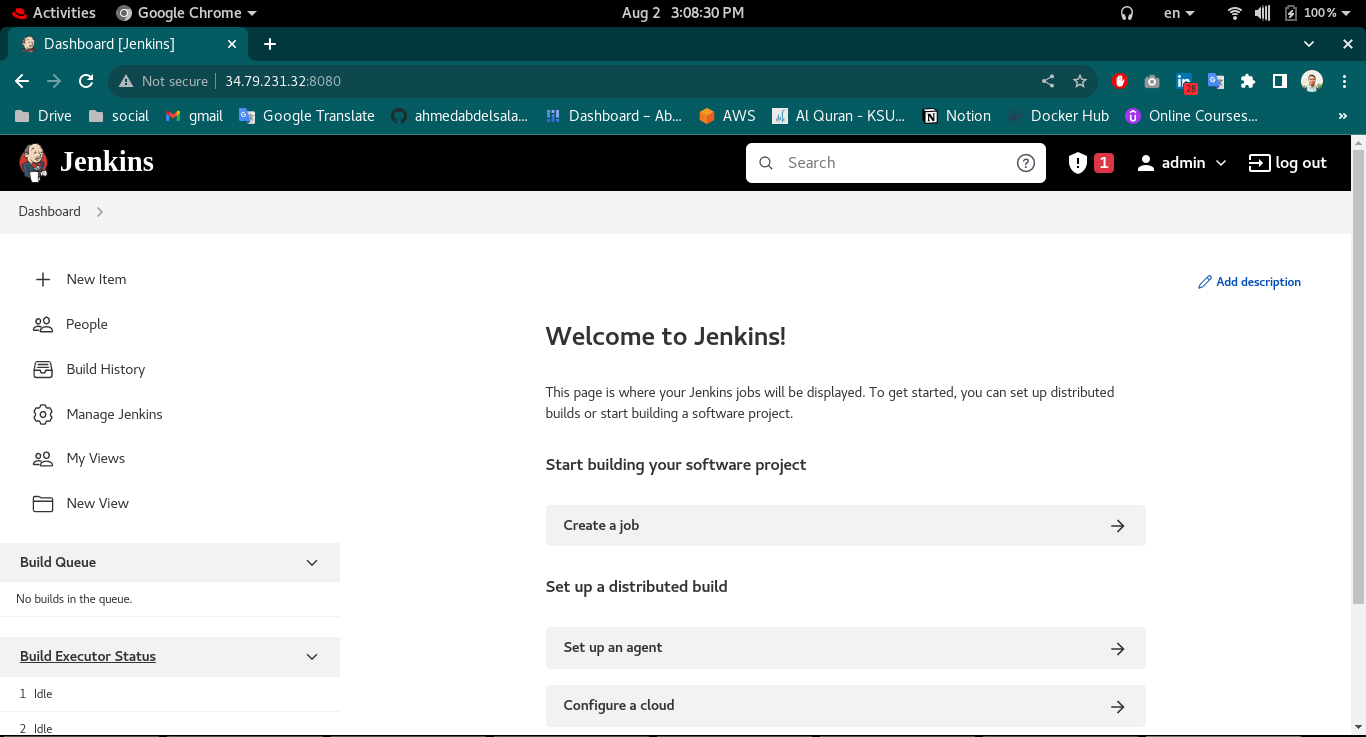 Activities Google Chrome Aug 2 3:08:30 PM en 100%
Dashboard [Jenkins]
Not secure 34.79.231.32:8080
28
Drive social gmail Google Translate ahmedabdelsala... Dashboard – Ab... AWS Al Quran - KSU... Notion Docker Hub Online Courses... »
Jenkins Search 1 admin log out
Dashboard
New Item
Add description
People
Welcome to Jenkins!
Build History
This page is where your Jenkins jobs will be displayed. To get started, you can set up distributed
builds or start building a software project.
Manage Jenkins
My Views
Start building your software project
New View
Create a job
Build Queue
Set up a distributed build
No builds in the queue.
Set up an agent
Build Executor Status
1 Idle
Configure a cloud
2 Idle